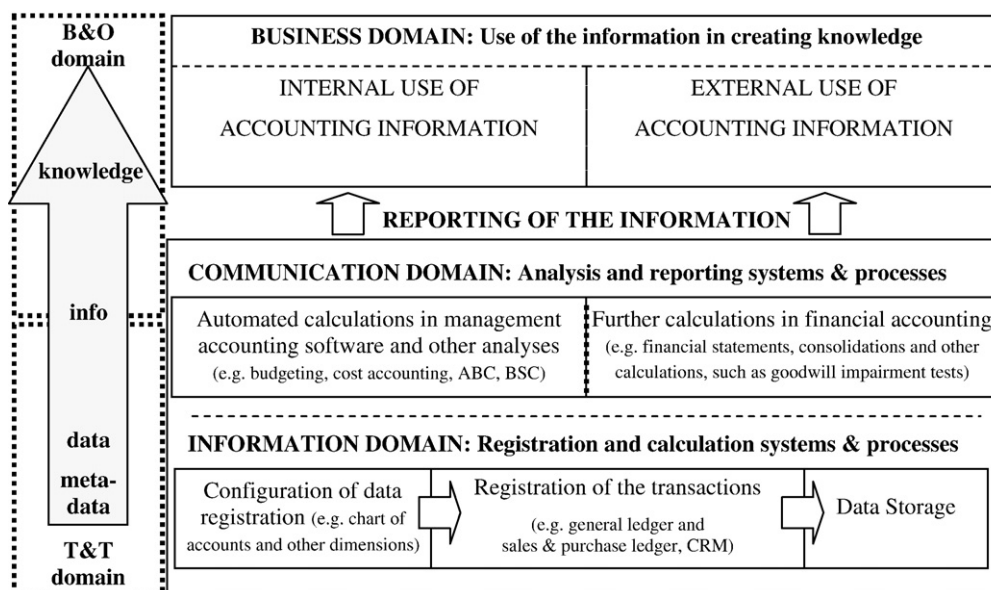 B&O
domain
knowledge
info
data
meta-
data
T&T
domain
BUSINESS DOMAIN: Use of the information in creating knowledge
INTERNAL USE OF
ACCOUNTING INFORMATION
EXTERNAL USE OF
ACCOUNTING INFORMATION
REPORTING OF THE INFORMATION
COMMUNICATION DOMAIN: Analysis and reporting systems & processes
Automated calculations in management
accounting software and other analyses
(e.g. budgeting, cost accounting, ABC, BSC)
Further calculations in financial accounting
(e.g. financial statements, consolidations and other
calculations, such as goodwill impairment tests)
INFORMATION DOMAIN: Registration and calculation systems & processes
Configuration of data
registration (e.g. chart of
accounts and other dimensions)
Registration of the transactions
(e.g. general ledger and
sales & purchase ledger, CRM)
Data Storage